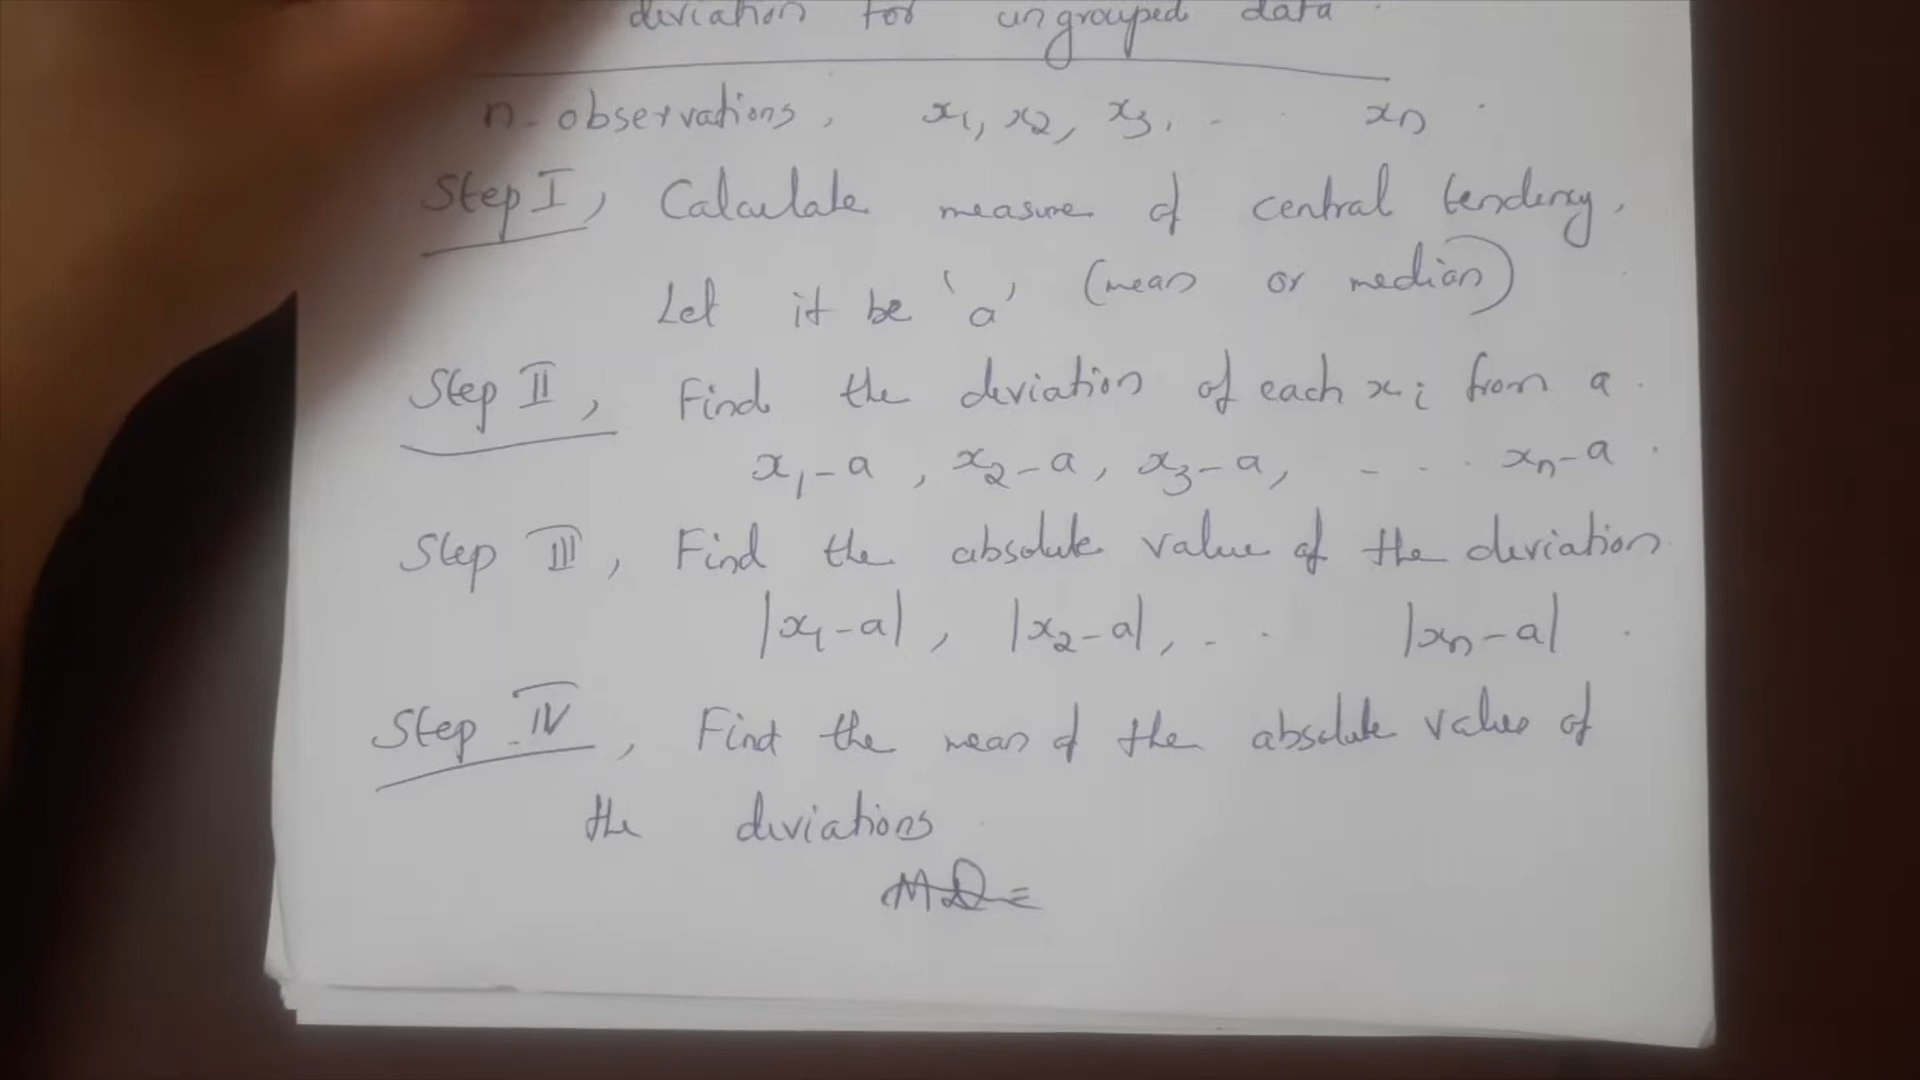 deviation for ungrouped data.
n-observations, x₁, x₂, x₃, .. xₙ.
Step I, Calculate measure of central tendency.
Let it be 'a' (mean or median)
Step II, Find the deviation of each xᵢ from a.
x₁-a, x₂-a, x₃-a, ... xₙ-a.
Step III, Find the absolute value of the deviation
|x₁-a|, |x₂-a|, .. |xₙ-a|.
Step IV, Find the mean of the absolute values of
the deviations
MD=